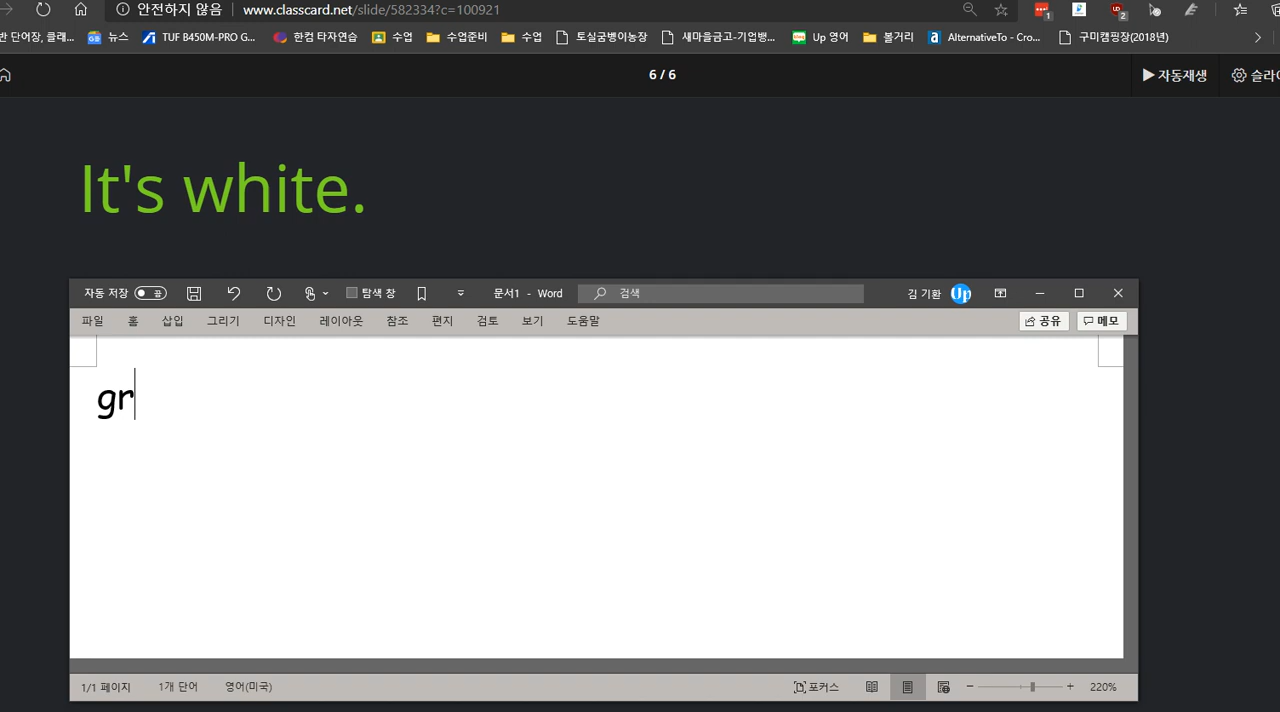 안전하지 않음 www.classcard.net/slide/582334?c=100921
반 단어장, 클래... 뉴스 TUF B450M-PRO G... 한컴 타자연습 수업 수업준비 수업 토실굼벵이농장 새마을금고-기업뱅... Up 영어 볼거리 AlternativeTo - Cro... 구미캠핑장(2018년)
6 / 6 자동재생 슬라이
It's white.
자동 저장 끔 탐색 창 문서1 - Word 검색 김 기환 Up
파일 홈 삽입 그리기 디자인 레이아웃 참조 편지 검토 보기 도움말 공유 메모
gr
1/1 페이지 1개 단어 영어(미국) 포커스 220%